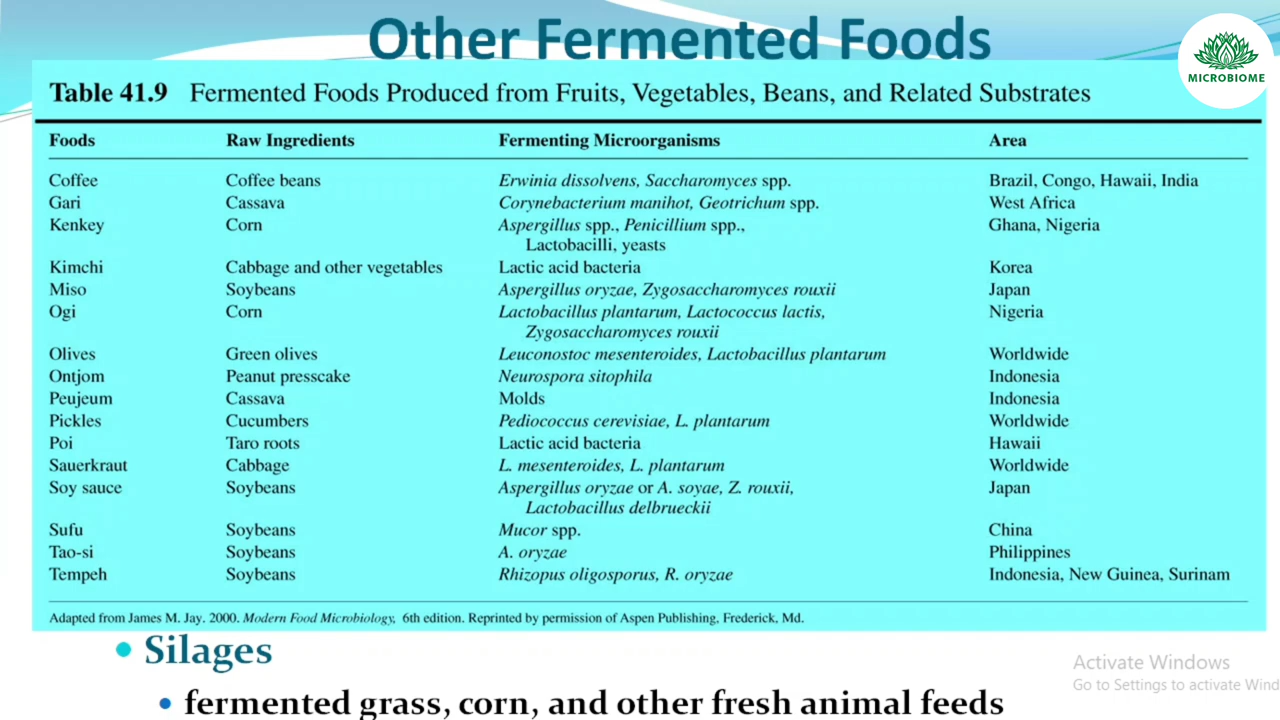 Other Fermented Foods
MICROBIOME
Table 41.9 Fermented Foods Produced from Fruits, Vegetables, Beans, and Related Substrates
Foods Raw Ingredients Fermenting Microorganisms Area
Coffee Coffee beans Erwinia dissolvens, Saccharomyces spp. Brazil, Congo, Hawaii, India
Gari Cassava Corynebacterium manihot, Geotrichum spp. West Africa
Kenkey Corn Aspergillus spp., Penicillium spp., Ghana, Nigeria
Lactobacilli, yeasts
Kimchi Cabbage and other vegetables Lactic acid bacteria Korea
Miso Soybeans Aspergillus oryzae, Zygosaccharomyces rouxii Japan
Ogi Corn Lactobacillus plantarum, Lactococcus lactis, Nigeria
Zygosaccharomyces rouxii
Olives Green olives Leuconostoc mesenteroides, Lactobacillus plantarum Worldwide
Ontjom Peanut presscake Neurospora sitophila Indonesia
Peujeum Cassava Molds Indonesia
Pickles Cucumbers Pediococcus cerevisiae, L. plantarum Worldwide
Poi Taro roots Lactic acid bacteria Hawaii
Sauerkraut Cabbage L. mesenteroides, L. plantarum Worldwide
Soy sauce Soybeans Aspergillus oryzae or A. soyae, Z. rouxii, Japan
Lactobacillus delbrueckii
Sufu Soybeans Mucor spp. China
Tao-si Soybeans A. oryzae Philippines
Tempeh Soybeans Rhizopus oligosporus, R. oryzae Indonesia, New Guinea, Surinam
Adapted from James M. Jay. 2000. Modern Food Microbiology, 6th edition. Reprinted by permission of Aspen Publishing, Frederick, Md.
• Silages
• fermented grass, corn, and other fresh animal feeds
Activate Windows
Go to Settings to activate Wind